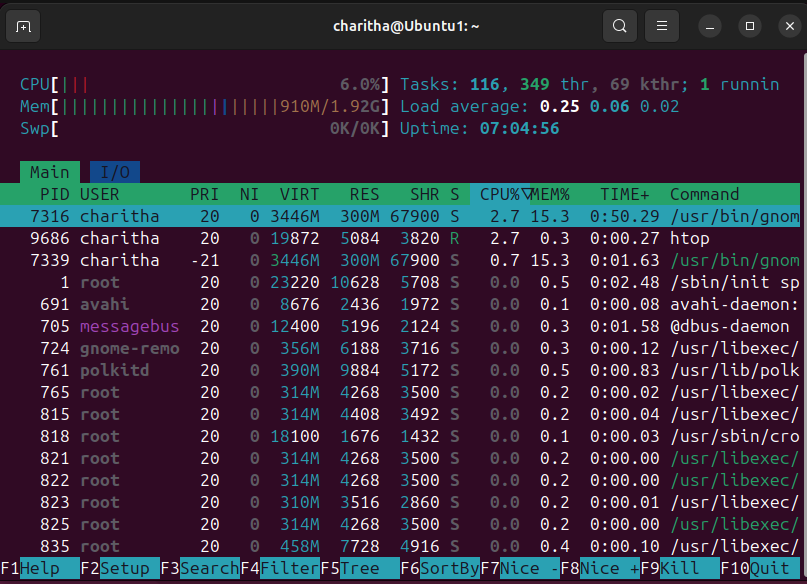 charitha@Ubuntu1: ~
CPU[||| 6.0%] Tasks: 116, 349 thr, 69 kthr; 1 runnin
Mem[||||||||||||||||||||||910M/1.92G] Load average: 0.25 0.06 0.02
Swp[ 0K/0K] Uptime: 07:04:56
Main I/O
PID USER PRI NI VIRT RES SHR S CPU%▽MEM% TIME+ Command
7316 charitha 20 0 3446M 300M 67900 S 2.7 15.3 0:50.29 /usr/bin/gnom
9686 charitha 20 0 19872 5084 3820 R 2.7 0.3 0:00.27 htop
7339 charitha -21 0 3446M 300M 67900 S 0.7 15.3 0:01.63 /usr/bin/gnom
1 root 20 0 23220 10628 5708 S 0.0 0.5 0:02.48 /sbin/init sp
691 avahi 20 0 8676 2436 1972 S 0.0 0.1 0:00.08 avahi-daemon:
705 messagebus 20 0 12400 5196 2124 S 0.0 0.3 0:01.58 @dbus-daemon
724 gnome-remo 20 0 356M 6188 3716 S 0.0 0.3 0:00.12 /usr/libexec/
761 polkitd 20 0 390M 9884 5172 S 0.0 0.5 0:00.83 /usr/lib/polk
765 root 20 0 314M 4268 3500 S 0.0 0.2 0:00.02 /usr/libexec/
815 root 20 0 314M 4408 3492 S 0.0 0.2 0:00.04 /usr/libexec/
818 root 20 0 18100 1676 1432 S 0.0 0.1 0:00.03 /usr/sbin/cro
821 root 20 0 314M 4268 3500 S 0.0 0.2 0:00.00 /usr/libexec/
822 root 20 0 314M 4268 3500 S 0.0 0.2 0:00.00 /usr/libexec/
823 root 20 0 310M 3516 2860 S 0.0 0.2 0:00.01 /usr/libexec/
825 root 20 0 314M 4268 3500 S 0.0 0.2 0:00.00 /usr/libexec/
835 root 20 0 458M 7728 4916 S 0.0 0.4 0:00.10 /usr/libexec/
F1Help F2Setup F3SearchF4FilterF5Tree F6SortByF7Nice -F8Nice +F9Kill F10Quit